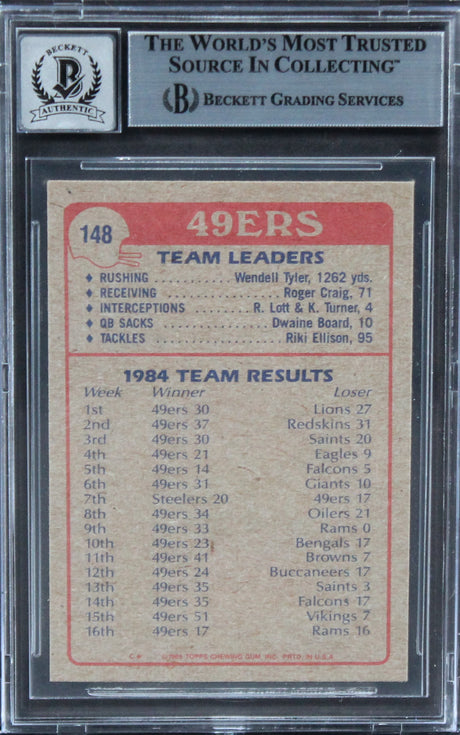 BECKETT
B
AUTHENTIC
THE WORLD'S MOST TRUSTED
SOURCE IN COLLECTING™
B BECKETT GRADING SERVICES
148
49ERS
TEAM LEADERS
♦ RUSHING ........... Wendell Tyler, 1262 yds.
♦ RECEIVING ................ Roger Craig, 71
♦ INTERCEPTIONS ........ R. Lott & K. Turner, 4
♦ QB SACKS ............... Dwaine Board, 10
♦ TACKLES .................. Riki Ellison, 95
1984 TEAM RESULTS
Week Winner Loser
1st 49ers 30 Lions 27
2nd 49ers 37 Redskins 31
3rd 49ers 30 Saints 20
4th 49ers 21 Eagles 9
5th 49ers 14 Falcons 5
6th 49ers 31 Giants 10
7th Steelers 20 49ers 17
8th 49ers 34 Oilers 21
9th 49ers 33 Rams 0
10th 49ers 23 Bengals 17
11th 49ers 41 Browns 7
12th 49ers 24 Buccaneers 17
13th 49ers 35 Saints 3
14th 49ers 35 Falcons 17
15th 49ers 51 Vikings 7
16th 49ers 17 Rams 16
TOPPS CHEWING GUM, INC. PRTD. IN U.S.A.